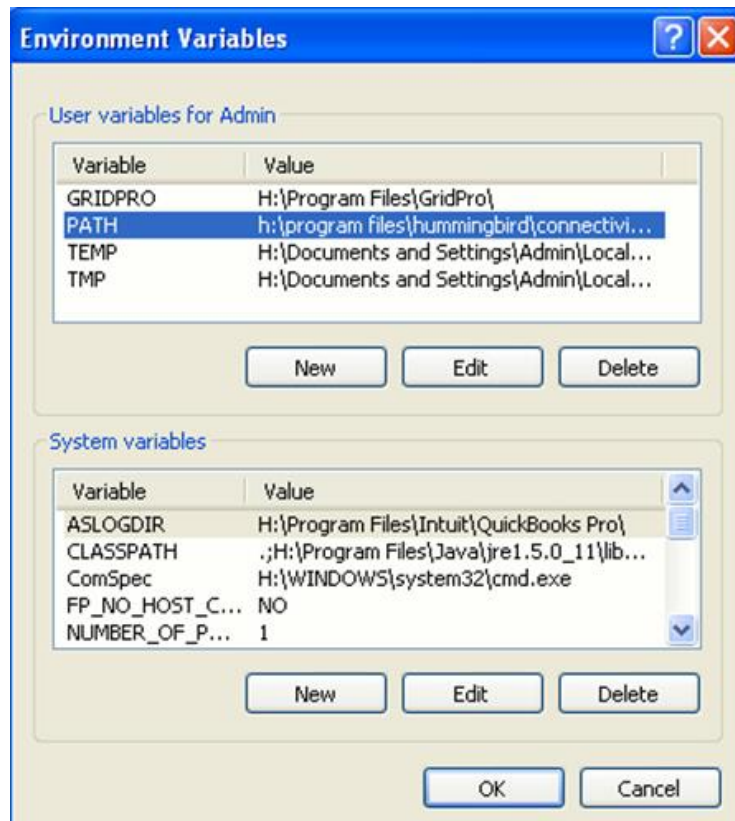 Environment Variables
User variables for Admin
Variable Value
GRIDPRO H:\Program Files\GridPro\
PATH h:\program files\hummingbird\connectivi...
TEMP H:\Documents and Settings\Admin\Local...
TMP H:\Documents and Settings\Admin\Local...
New Edit Delete
System variables
Variable Value
ASLOGDIR H:\Program Files\Intuit\QuickBooks Pro\
CLASSPATH .;H:\Program Files\Java\jre1.5.0_11\lib...
ComSpec H:\WINDOWS\system32\cmd.exe
FP_NO_HOST_C... NO
NUMBER_OF_P... 1
New Edit Delete
OK Cancel